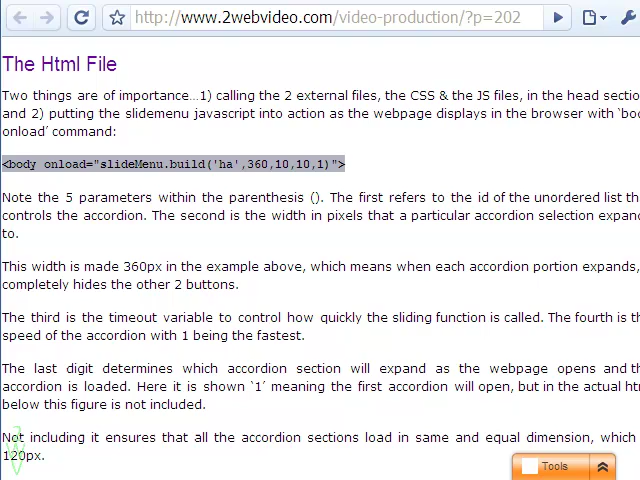 http://www.2webvideo.com/video-production/?p=202
The Html File
Two things are of importance…1) calling the 2 external files, the CSS & the JS files, in the head sectio
and 2) putting the slidemenu javascript into action as the webpage displays in the browser with `bod
onload´ command:
<body onload="slideMenu.build('ha',360,10,10,1)">
Note the 5 parameters within the parenthesis (). The first refers to the id of the unordered list th
controls the accordion. The second is the width in pixels that a particular accordion selection expan
to.
This width is made 360px in the example above, which means when each accordion portion expands,
completely hides the other 2 buttons.
The third is the timeout variable to control how quickly the sliding function is called. The fourth is th
speed of the accordion with 1 being the fastest.
The last digit determines which accordion section will expand as the webpage opens and th
accordion is loaded. Here it is shown `1´ meaning the first accordion will open, but in the actual htm
below this figure is not included.
Not including it ensures that all the accordion sections load in same and equal dimension, which
120px.
Tools